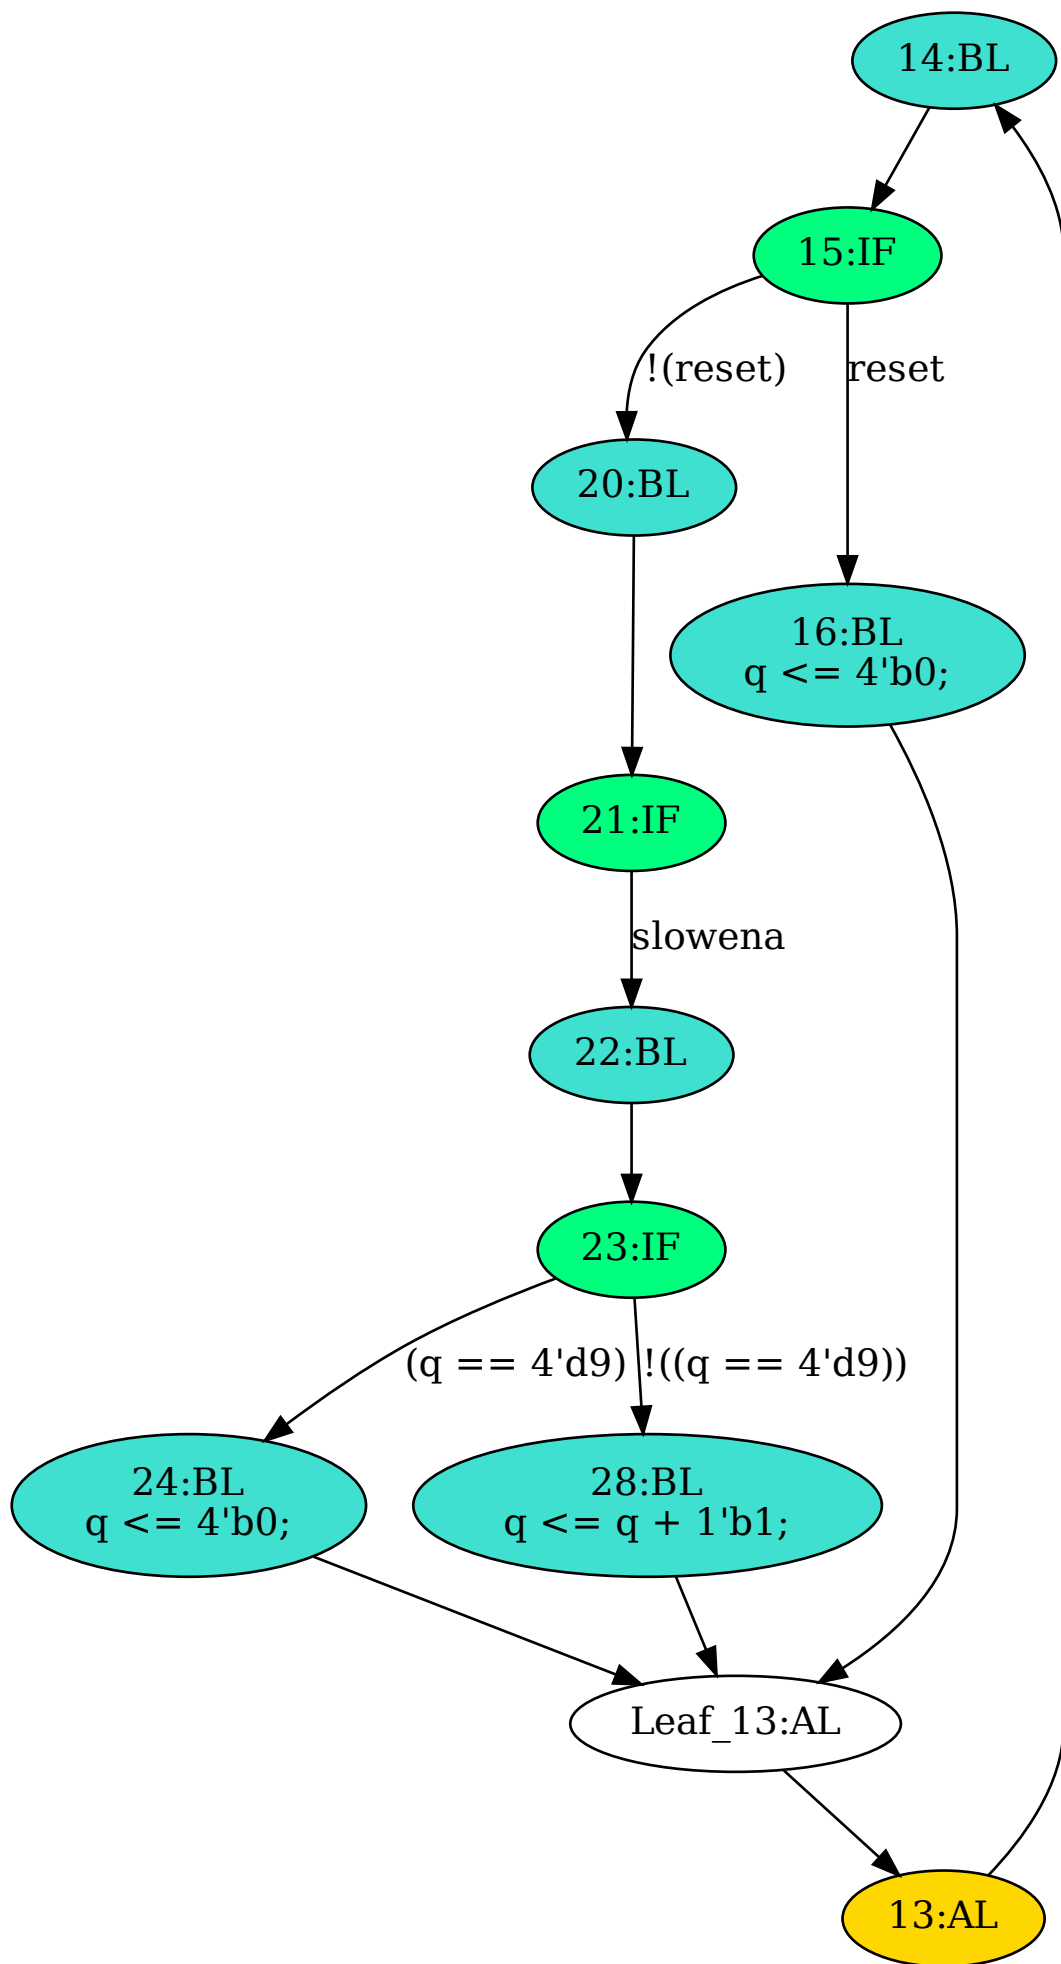 14:BL
15:IF
!(reset)
reset
20:BL
16:BL
q <= 4'b0;
21:IF
slowena
22:BL
23:IF
(q == 4'd9)
!((q == 4'd9))
24:BL
q <= 4'b0;
28:BL
q <= q + 1'b1;
Leaf_13:AL
13:AL